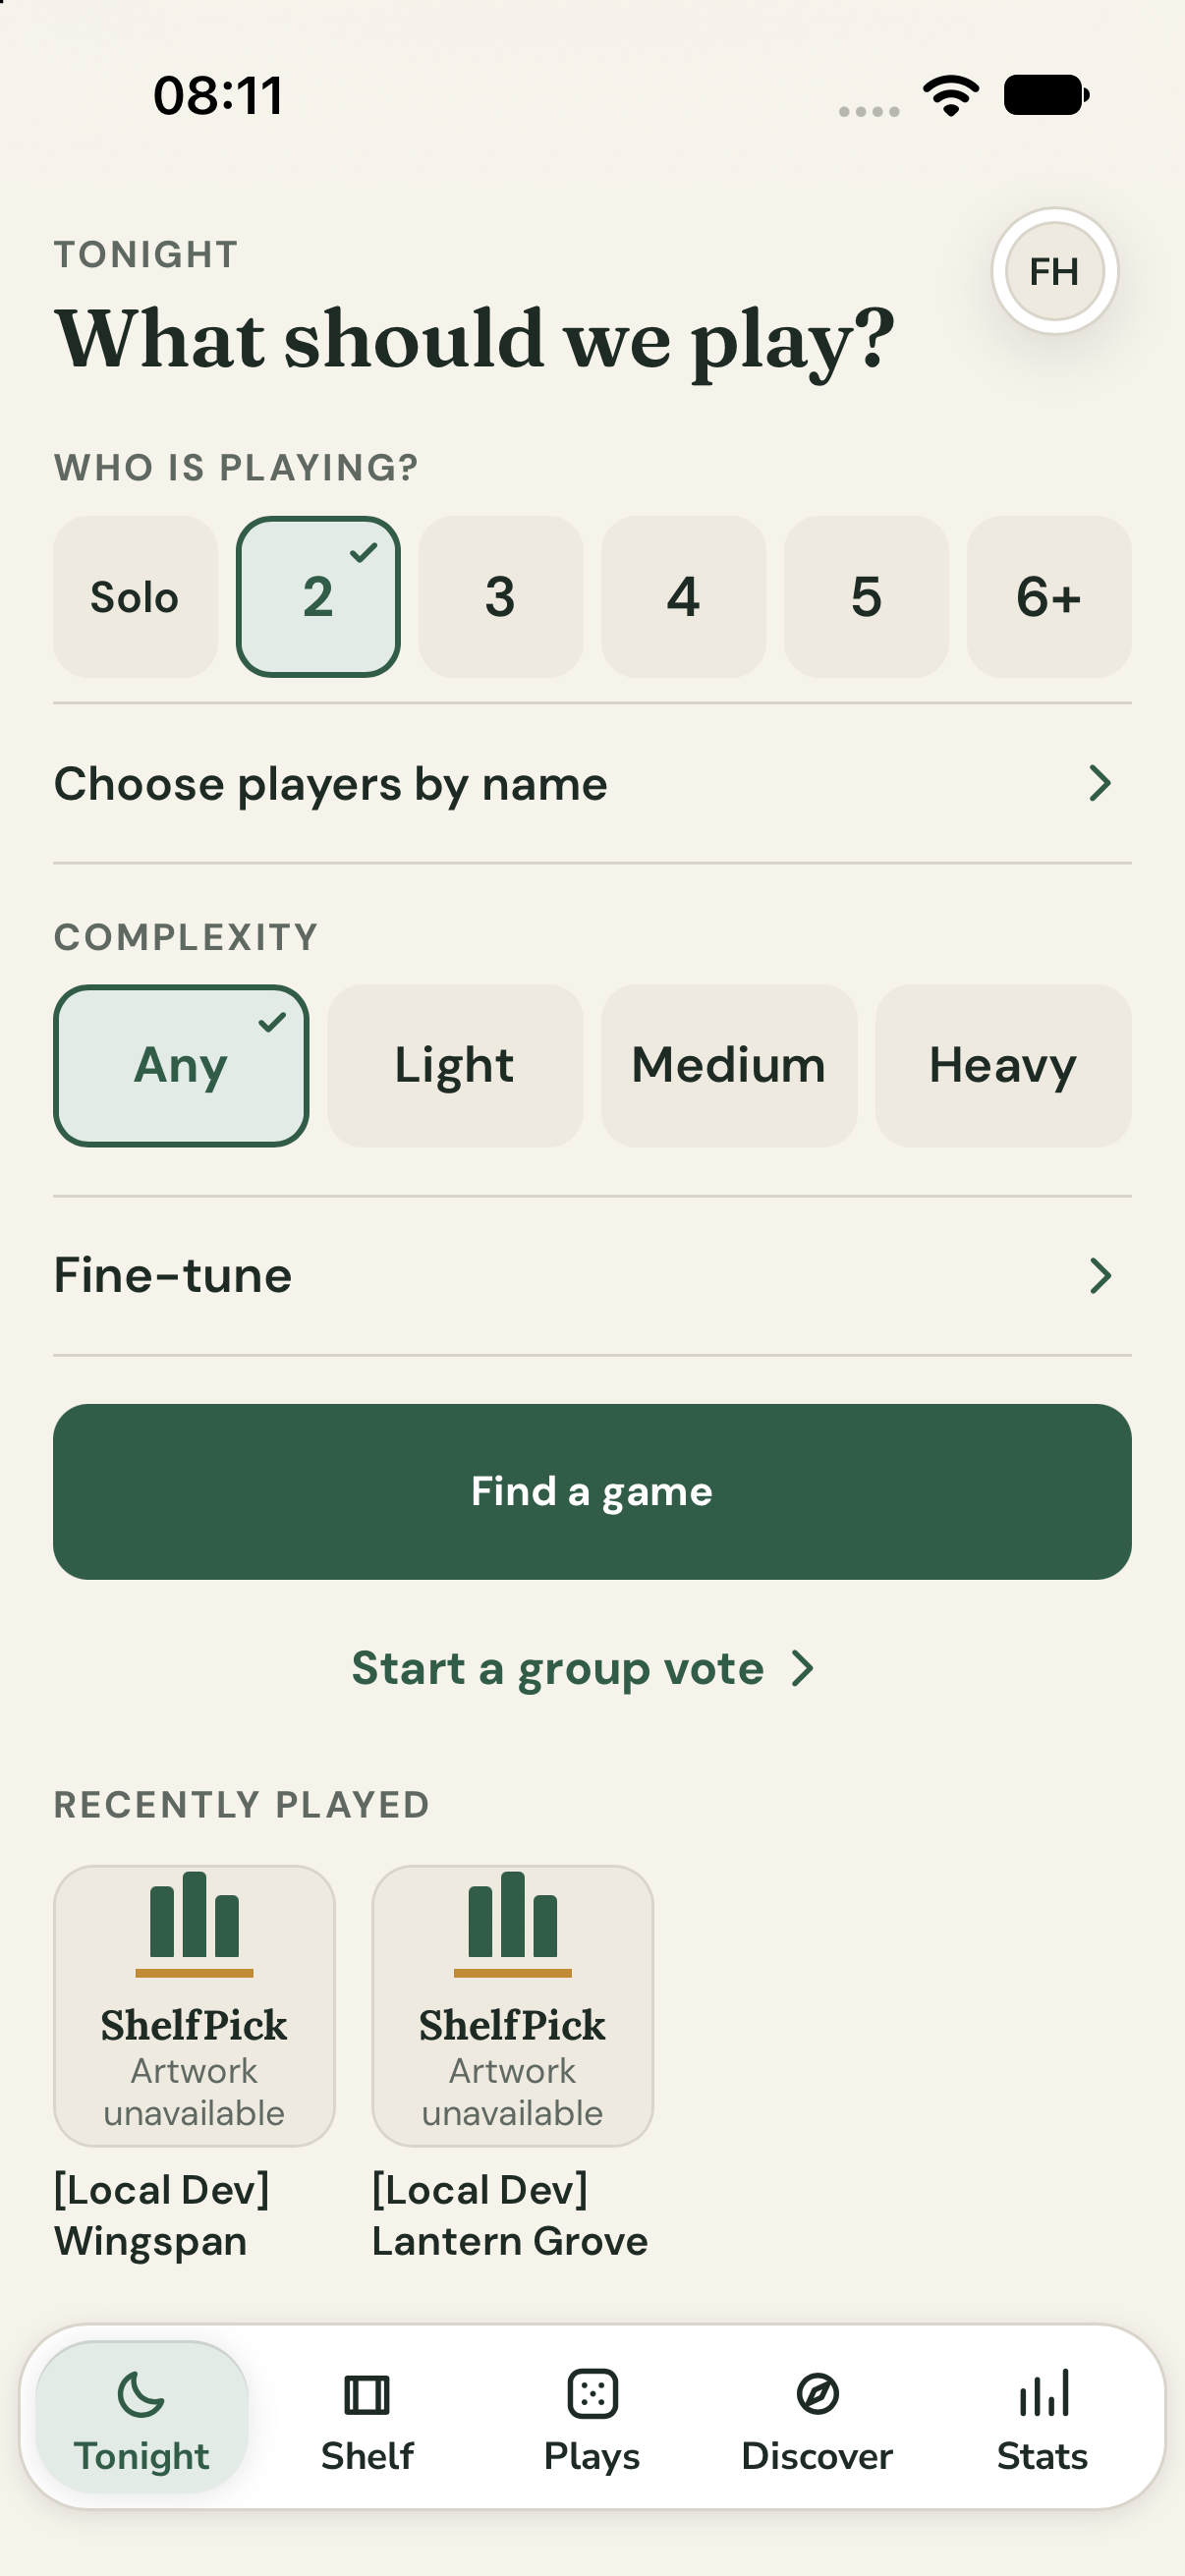 08:11
TONIGHT
FH
What should we play?
WHO IS PLAYING?
Solo 2 3 4 5 6+
Choose players by name
COMPLEXITY
Any Light Medium Heavy
Fine-tune
Find a game
Start a group vote
RECENTLY PLAYED
ShelfPick
Artwork
unavailable
[Local Dev]
Wingspan
ShelfPick
Artwork
unavailable
[Local Dev]
Lantern Grove
Tonight Shelf Plays Discover Stats